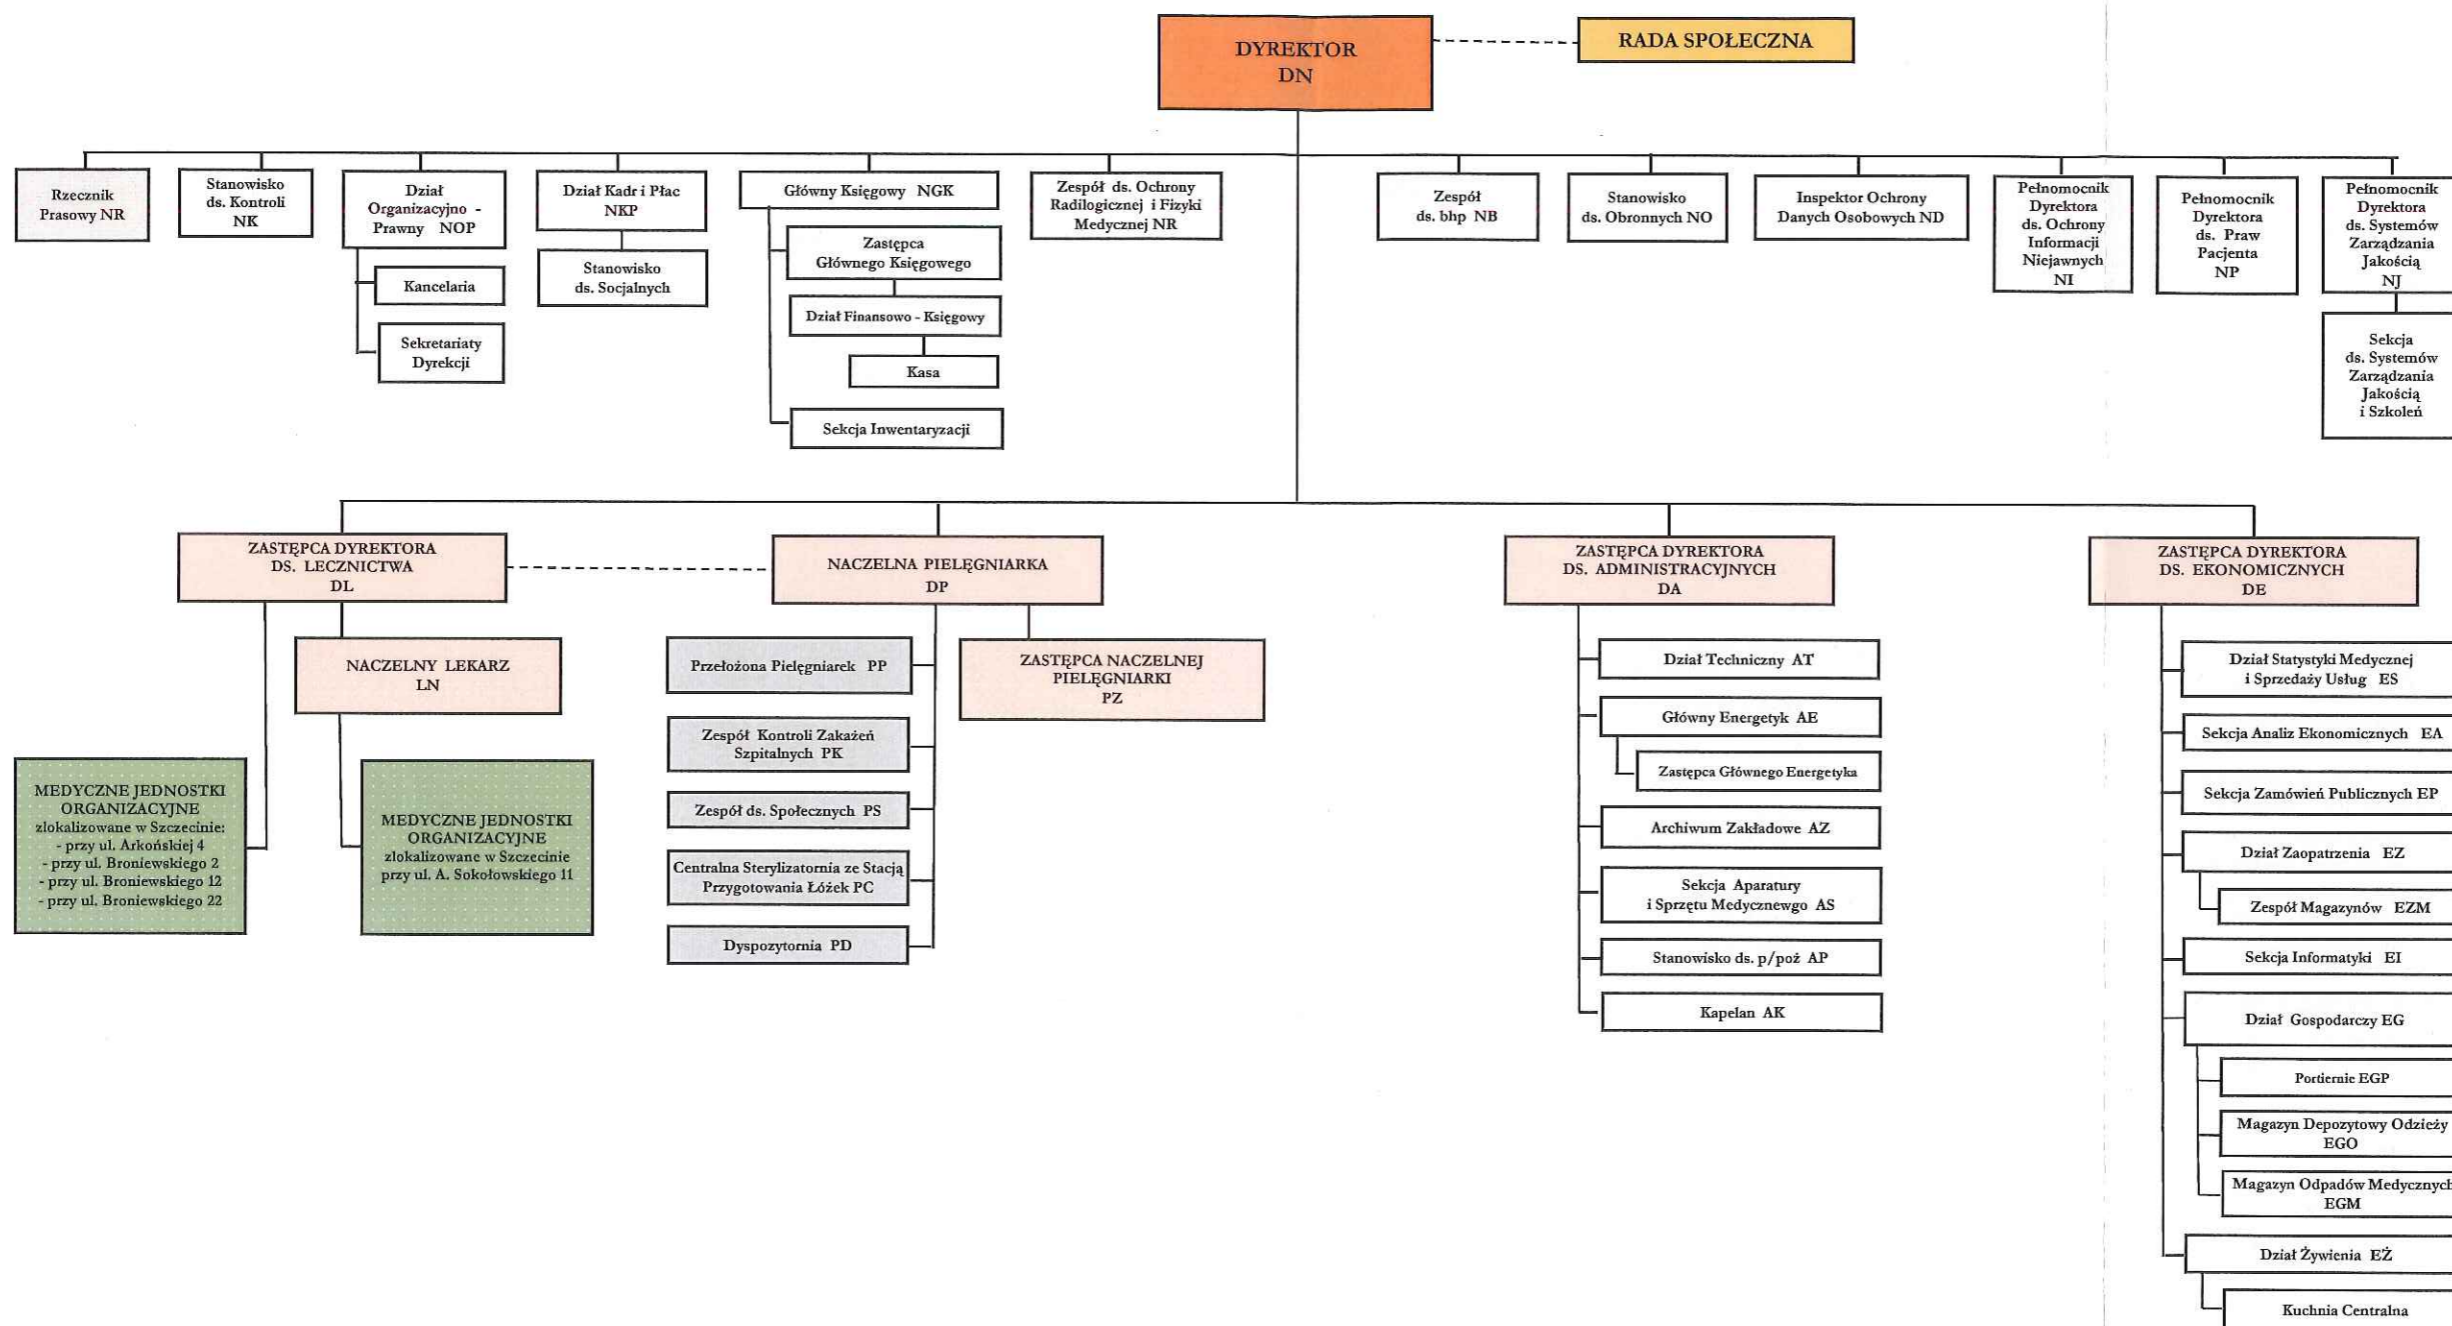 DYREKTOR
DN
RADA SPOŁECZNA
Rzecznik
Prasowy NR
Stanowisko
ds. Kontroli
NK
Dział
Organizacyjno -
Prawny NOP
Kancelaria
Sekretariaty
Dyrekcji
Dział Kadr i Płac
NKP
Stanowisko
ds. Socjalnych
Główny Księgowy NGK
Zastępca
Głównego Księgowego
Dział Finansowo - Księgowy
Kasa
Sekcja Inwentaryzacji
Zespół ds. Ochrony
Radilogicznej i Fizyki
Medycznej NR
Zespół
ds. bhp NB
Stanowisko
ds. Obronnych NO
Inspektor Ochrony
Danych Osobowych ND
Pełnomocnik
Dyrektora
ds. Ochrony
Informacji
Niejawnych
NI
Pełnomocnik
Dyrektora
ds. Praw
Pacjenta
NP
Pełnomocnik
Dyrektora
ds. Systemów
Zarządzania
Jakością
NJ
Sekcja
ds. Systemów
Zarządzania
Jakością
i Szkoleń
ZASTĘPCA DYREKTORA
DS. LECZNICTWA
DL
NACZELNY LEKARZ
LN
MEDYCZNE JEDNOSTKI
ORGANIZACYJNE
zlokalizowane w Szczecinie:
- przy ul. Arkońskiej 4
- przy ul. Broniewskiego 2
- przy ul. Broniewskiego 12
- przy ul. Broniewskiego 22
MEDYCZNE JEDNOSTKI
ORGANIZACYJNE
zlokalizowane w Szczecinie
przy ul. A. Sokołowskiego 11
NACZELNA PIELĘGNIARKA
DP
Przełożona Pielęgniarek PP
Zespół Kontroli Zakażeń
Szpitalnych PK
Zespół ds. Społecznych PS
Centralna Sterylizatornia ze Stacją
Przygotowania Łóżek PC
Dyspozytornia PD
ZASTĘPCA NACZELNEJ
PIELĘGNIARKI
PZ
ZASTĘPCA DYREKTORA
DS. ADMINISTRACYJNYCH
DA
Dział Techniczny AT
Główny Energetyk AE
Zastępca Głównego Energetyka
Archiwum Zakładowe AZ
Sekcja Aparatury
i Sprzętu Medycznewgo AS
Stanowisko ds. p/poż AP
Kapelan AK
ZASTĘPCA DYREKTORA
DS. EKONOMICZNYCH
DE
Dział Statystyki Medycznej
i Sprzedaży Usług ES
Sekcja Analiz Ekonomicznych EA
Sekcja Zamówień Publicznych EP
Dział Zaopatrzenia EZ
Zespół Magazynów EZM
Sekcja Informatyki EI
Dział Gospodarczy EG
Portiernie EGP
Magazyn Depozytowy Odzieży
EGO
Magazyn Odpadów Medycznych
EGM
Dział Żywienia EŻ
Kuchnia Centralna